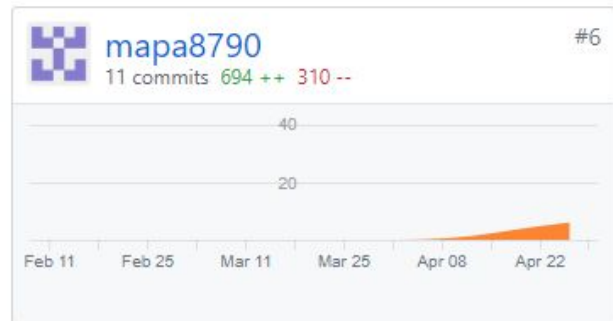 mapa8790
#6
11 commits 694 ++ 310 --
40
20
Feb 11 Feb 25 Mar 11 Mar 25 Apr 08 Apr 22